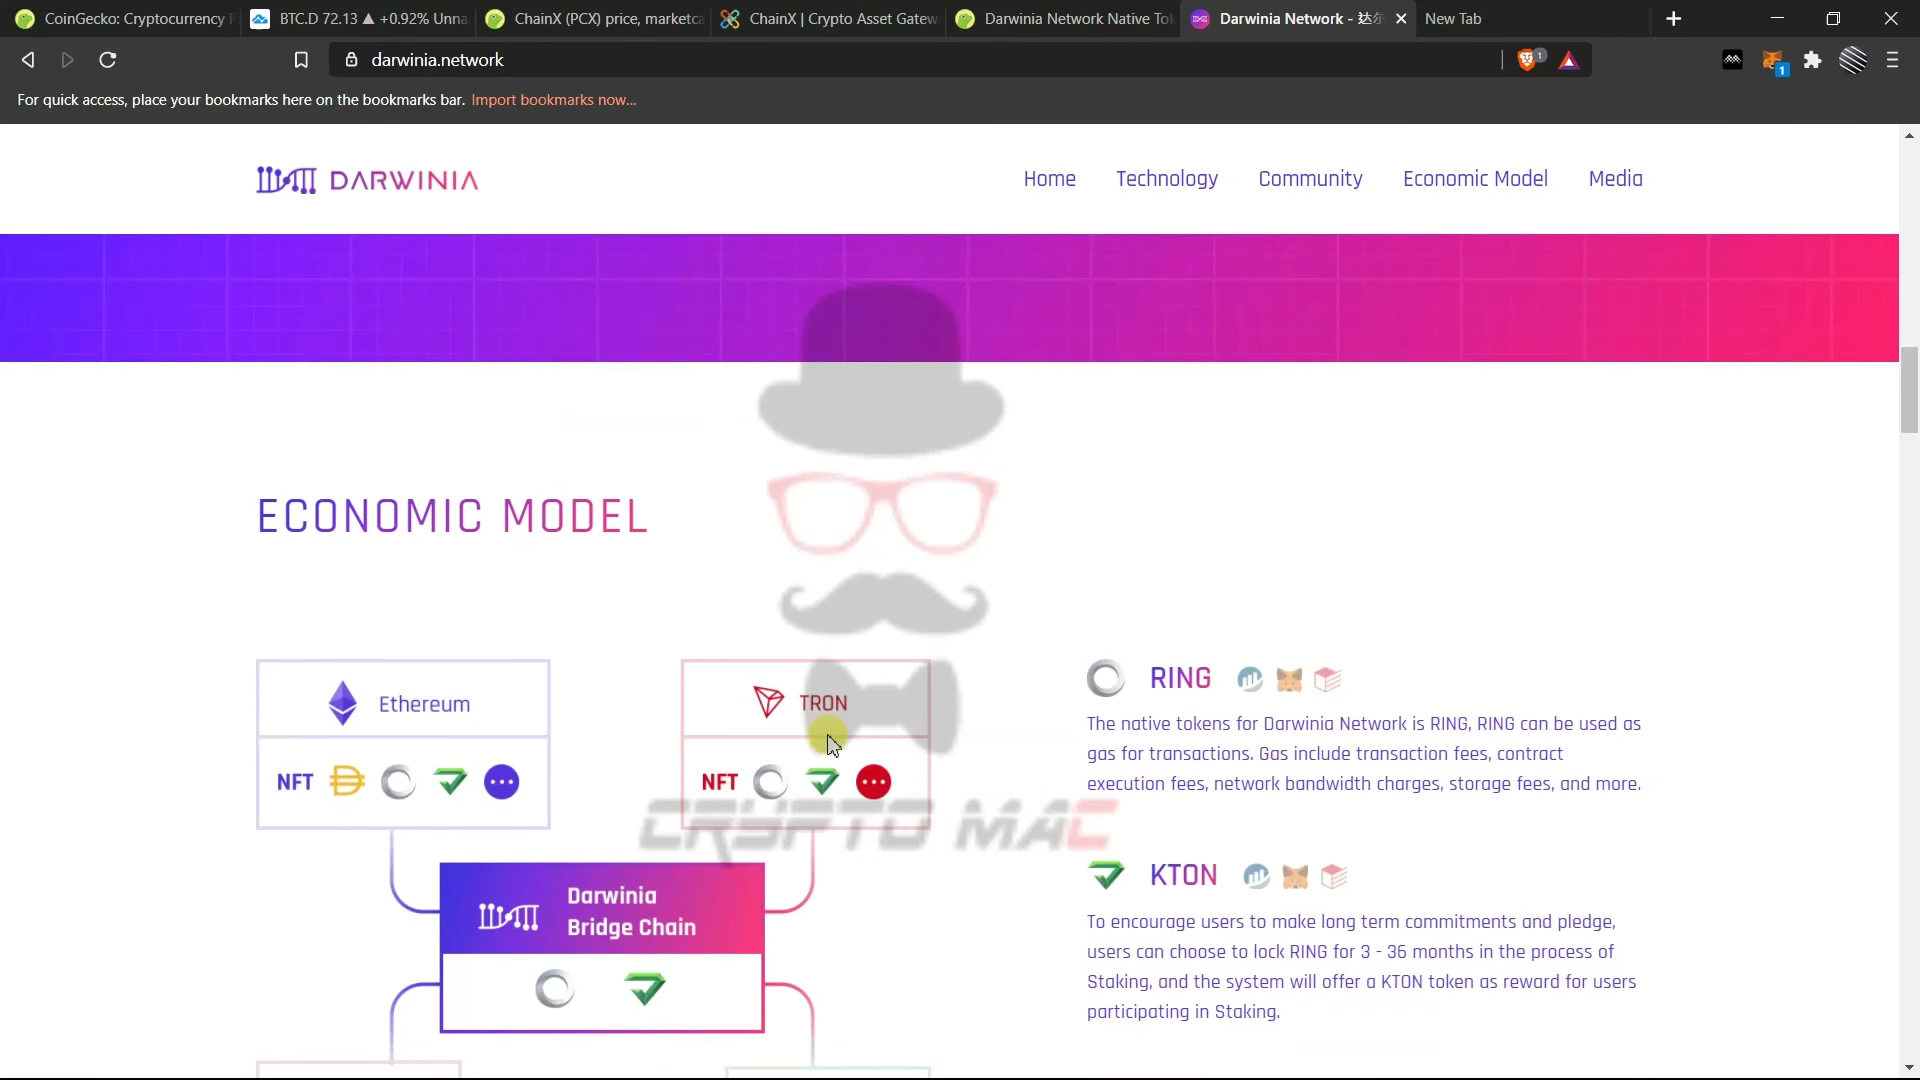 CoinGecko: Cryptocurrency
BTC.D 72.13 ▲ +0.92% Unna
ChainX (PCX) price, marketca
ChainX | Crypto Asset Gatew
Darwinia Network Native Tok
Darwinia Network - 达尔
New Tab
darwinia.network
1
1
For quick access, place your bookmarks here on the bookmarks bar. Import bookmarks now...
DARWINIA
Home
Technology
Community
Economic Model
Media
ECONOMIC MODEL
Ethereum
NFT
TRON
NFT
CRYPTO MAC
Darwinia
Bridge Chain
RING
The native tokens for Darwinia Network is RING, RING can be used as
gas for transactions. Gas include transaction fees, contract
execution fees, network bandwidth charges, storage fees, and more.
KTON
To encourage users to make long term commitments and pledge,
users can choose to lock RING for 3 - 36 months in the process of
Staking, and the system will offer a KTON token as reward for users
participating in Staking.